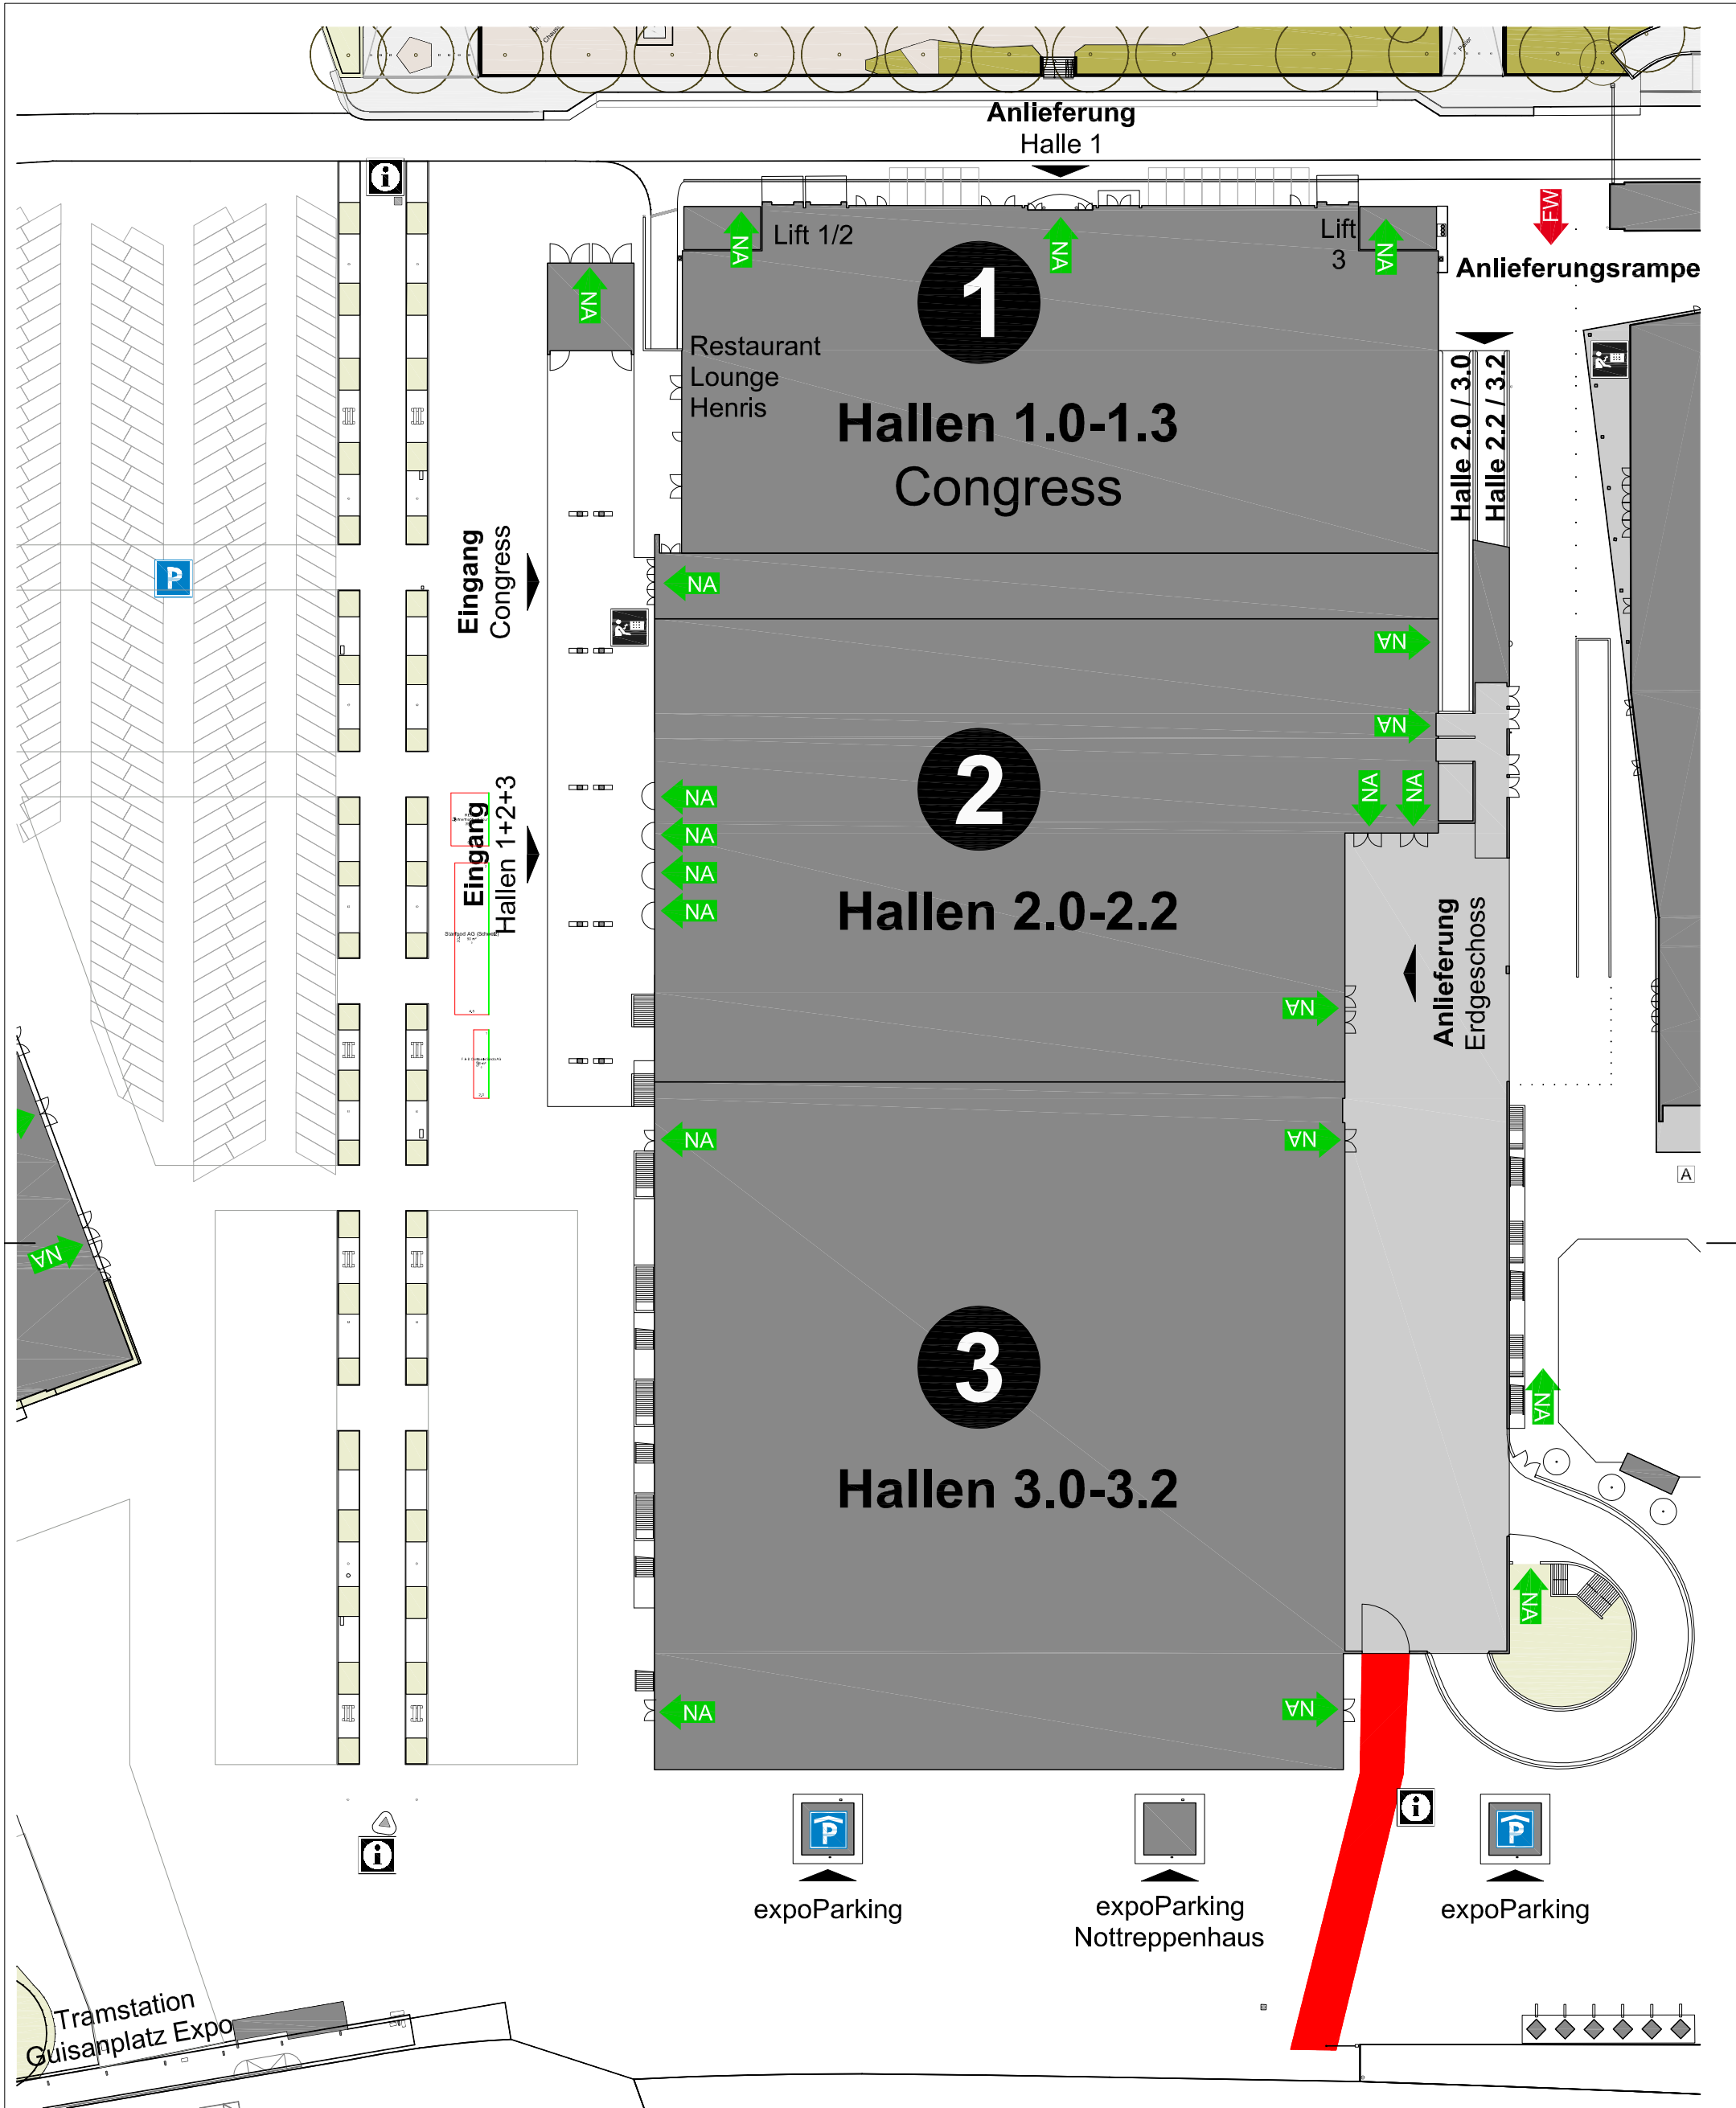 Anlieferung
Halle 1
FW
Anlieferungsrampe
NA
Lift 1/2
NA
Lift
3
NA
NA
1
Restaurant
Lounge
Henris
Hallen 1.0-1.3
Congress
Halle 2.0 / 3.0
Halle 2.2 / 3.2
P
Eingang
Congress
NA
NA
NA
NA
NA
2
Eingang
Hallen 1+2+3
NA
NA
NA
NA
Hallen 2.0-2.2
Anlieferung
Erdgeschoss
NA
NA
NA
A
NA
3
Hallen 3.0-3.2
NA
NA
NA
NA
i
i
i
P
expoParking
expoParking
Nottreppenhaus
P
expoParking
Tramstation
Guisanplatz Expo